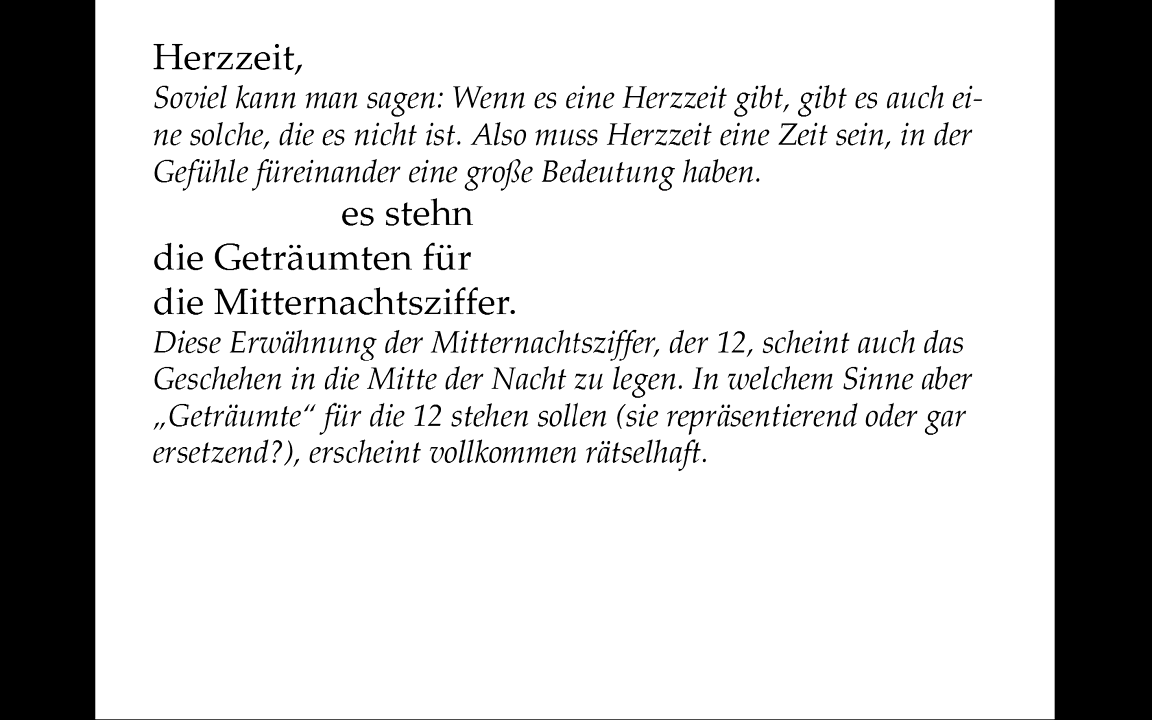 Herzzeit,
Soviel kann man sagen: Wenn es eine Herzzeit gibt, gibt es auch ei-
ne solche, die es nicht ist. Also muss Herzzeit eine Zeit sein, in der
Gefühle füreinander eine große Bedeutung haben.
es stehn
die Geträumten für
die Mitternachtsziffer.
Diese Erwähnung der Mitternachtsziffer, der 12, scheint auch das
Geschehen in die Mitte der Nacht zu legen. In welchem Sinne aber
„Geträumte“ für die 12 stehen sollen (sie repräsentierend oder gar
ersetzend?), erscheint vollkommen rätselhaft.